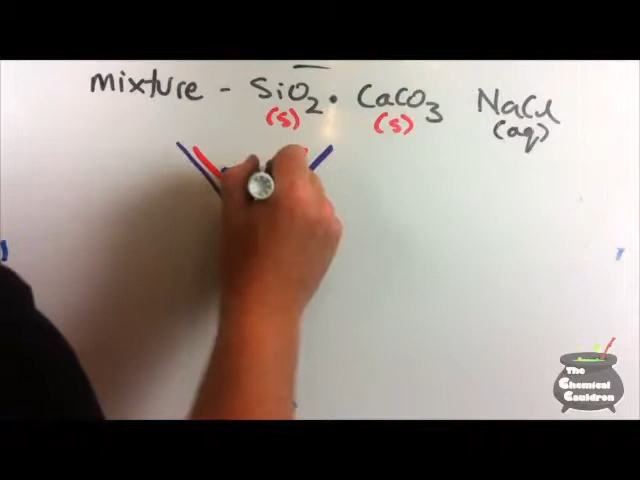 mixture - SiO2 • CaCO3 NaCl
(s) (s) (aq)
The
Chemical
Cauldron